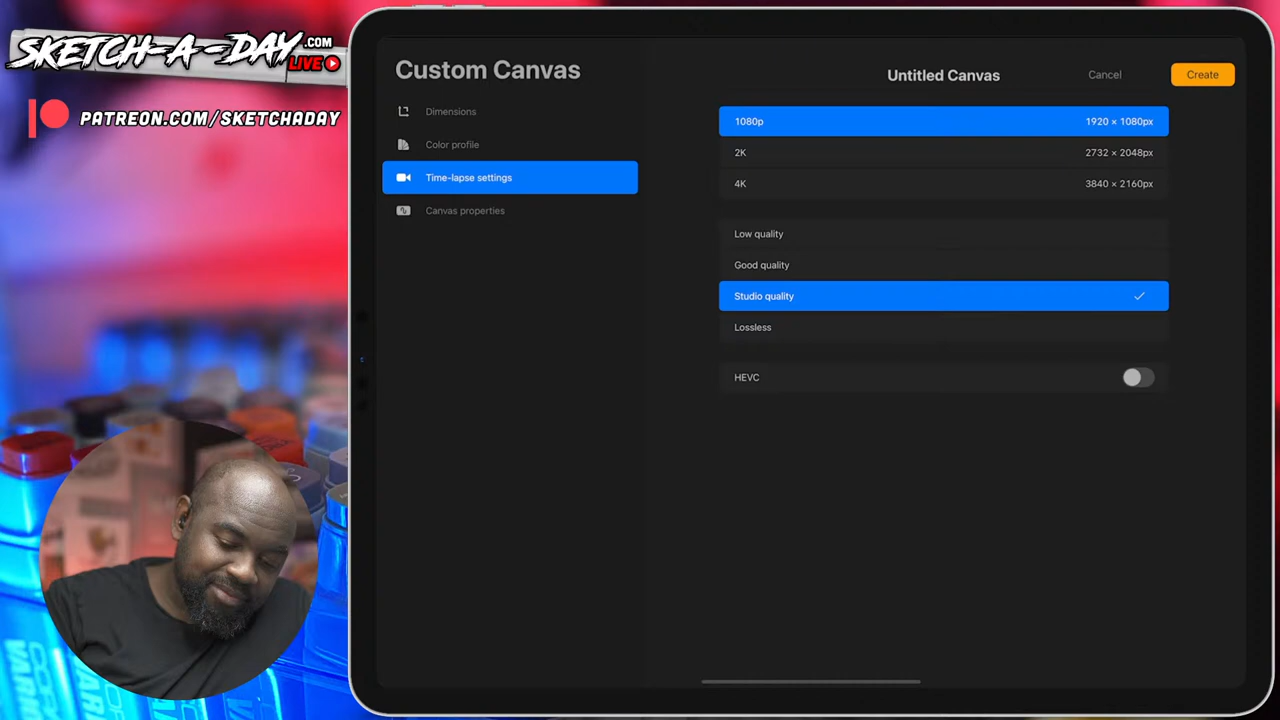 SKETCH-A-DAY.COM
LIVE
PATREON.COM/SKETCHADAY
Custom Canvas
Dimensions
Color profile
Time-lapse settings
Canvas properties
Untitled Canvas
Cancel
Create
1080p 1920 × 1080px
2K 2732 × 2048px
4K 3840 × 2160px
Low quality
Good quality
Studio quality
Lossless
HEVC